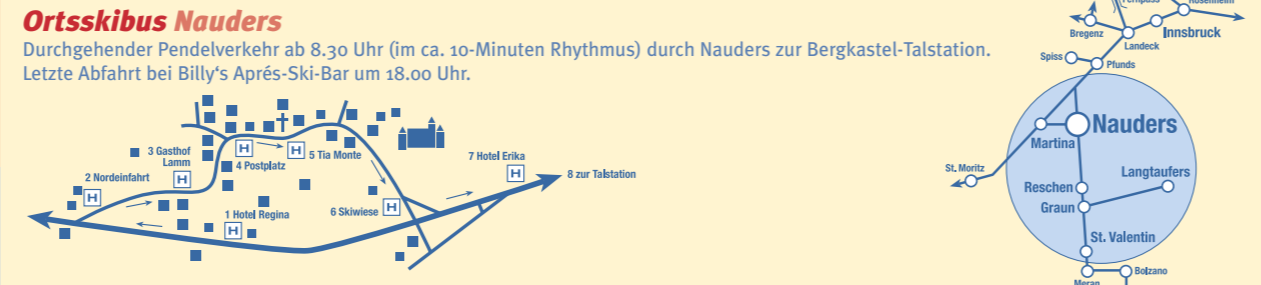 Ortsskibus Nauders
Durchgehender Pendelverkehr ab 8.30 Uhr (im ca. 10-Minuten Rhythmus) durch Nauders zur Bergkastel-Talstation.
Letzte Abfahrt bei Billy‘s Aprés-Ski-Bar um 18.00 Uhr.
3 Gasthof
Lamm
H
4 Postplatz
H
5 Tia Monte
H
2 Nordeinfahrt
H
1 Hotel Regina
H
6 Skiwiese
H
7 Hotel Erika
H
8 zur Talstation
Fernpass
Rosenheim
Bregenz
Innsbruck
Landeck
Spiss
Pfunds
Nauders
Martina
St. Moritz
Langtaufers
Reschen
Graun
St. Valentin
Meran
Bolzano